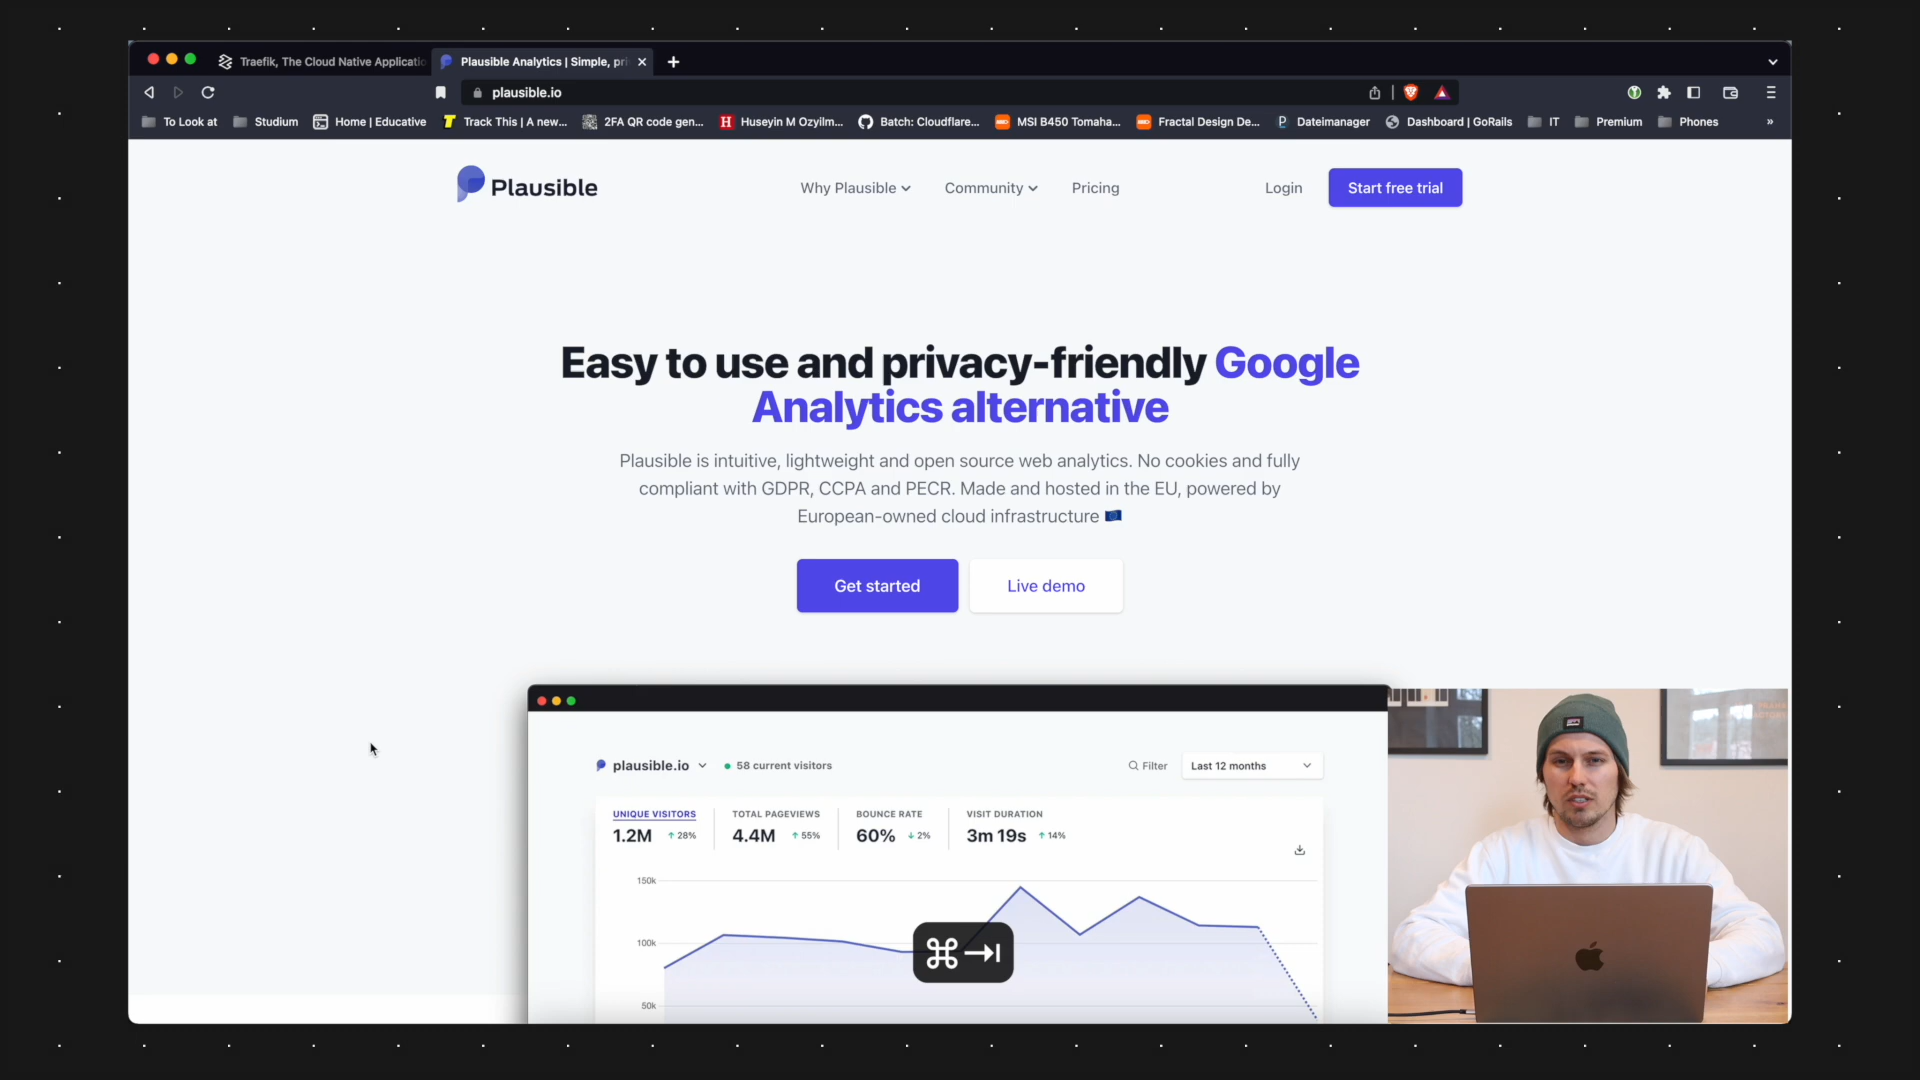 Traefik, The Cloud Native Applicatio
Plausible Analytics | Simple, pri
plausible.io
To Look at
Studium
Home | Educative
Track This | A new...
2FA QR code gen...
Huseyin M Ozyilm...
Batch: Cloudflare...
MSI B450 Tomaha...
Fractal Design De...
Dateimanager
Dashboard | GoRails
IT
Premium
Phones
»
Plausible
Why Plausible
Community
Pricing
Login
Start free trial
Easy to use and privacy-friendly Google
Analytics alternative
Plausible is intuitive, lightweight and open source web analytics. No cookies and fully
compliant with GDPR, CCPA and PECR. Made and hosted in the EU, powered by
European-owned cloud infrastructure 🇪🇺
Get started
Live demo
plausible.io
58 current visitors
Filter
Last 12 months
UNIQUE VISITORS
1.2M ↑ 28%
TOTAL PAGEVIEWS
4.4M ↑ 55%
BOUNCE RATE
60% ↓ 2%
VISIT DURATION
3m 19s ↑ 14%
150k
100k
50k
⌘⇥